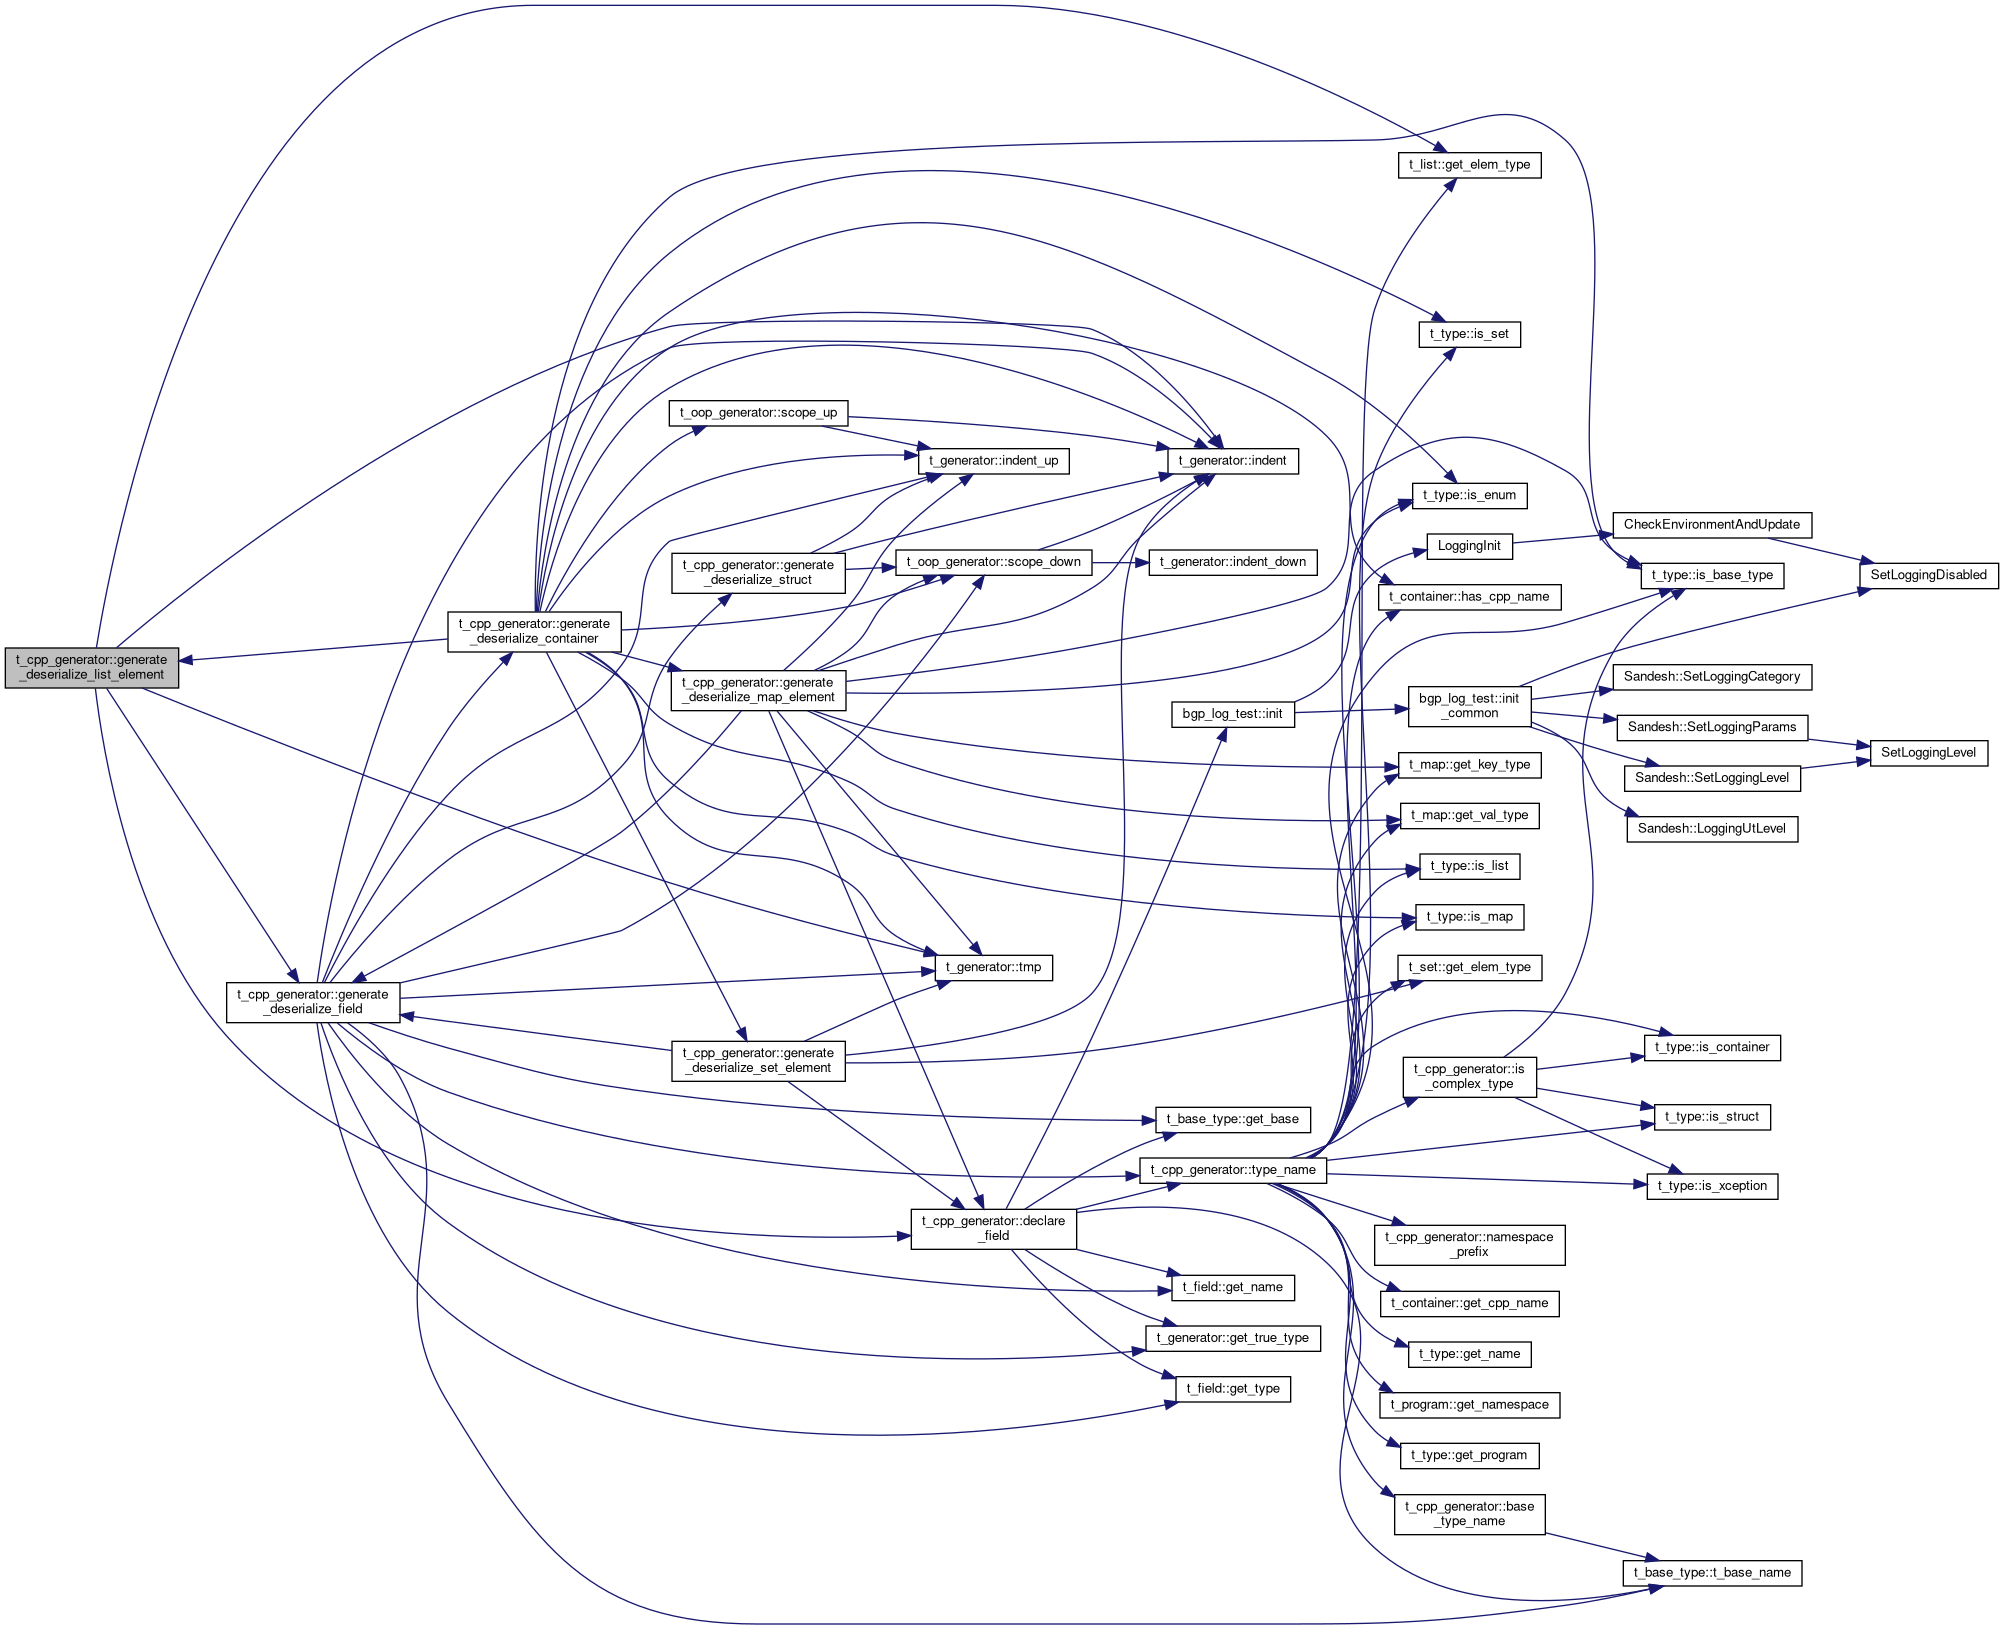 t_list::get_elem_type
t_type::is_set
t_oop_generator::scope_up
t_generator::indent_up
t_generator::indent
t_type::is_enum
CheckEnvironmentAndUpdate
LoggingInit
t_cpp_generator::generate
_deserialize_struct
t_oop_generator::scope_down
t_generator::indent_down
t_type::is_base_type
SetLoggingDisabled
t_container::has_cpp_name
t_cpp_generator::generate
_deserialize_container
t_cpp_generator::generate
_deserialize_list_element
t_cpp_generator::generate
_deserialize_map_element
Sandesh::SetLoggingCategory
bgp_log_test::init
bgp_log_test::init
_common
Sandesh::SetLoggingParams
SetLoggingLevel
t_map::get_key_type
Sandesh::SetLoggingLevel
t_map::get_val_type
Sandesh::LoggingUtLevel
t_type::is_list
t_type::is_map
t_generator::tmp
t_set::get_elem_type
t_cpp_generator::generate
_deserialize_field
t_cpp_generator::generate
_deserialize_set_element
t_type::is_container
t_cpp_generator::is
_complex_type
t_base_type::get_base
t_type::is_struct
t_cpp_generator::type_name
t_type::is_xception
t_cpp_generator::declare
_field
t_cpp_generator::namespace
_prefix
t_field::get_name
t_container::get_cpp_name
t_generator::get_true_type
t_type::get_name
t_field::get_type
t_program::get_namespace
t_type::get_program
t_cpp_generator::base
_type_name
t_base_type::t_base_name